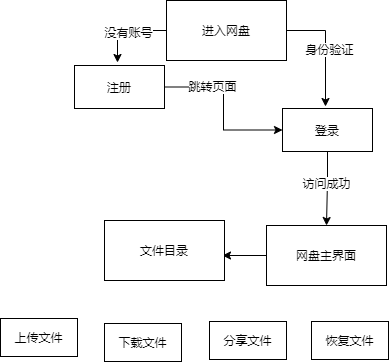 没有账号
进入网盘
身份验证
注册
跳转页面
登录
访问成功
文件目录
网盘主界面
上传文件
下载文件
分享文件
恢复文件